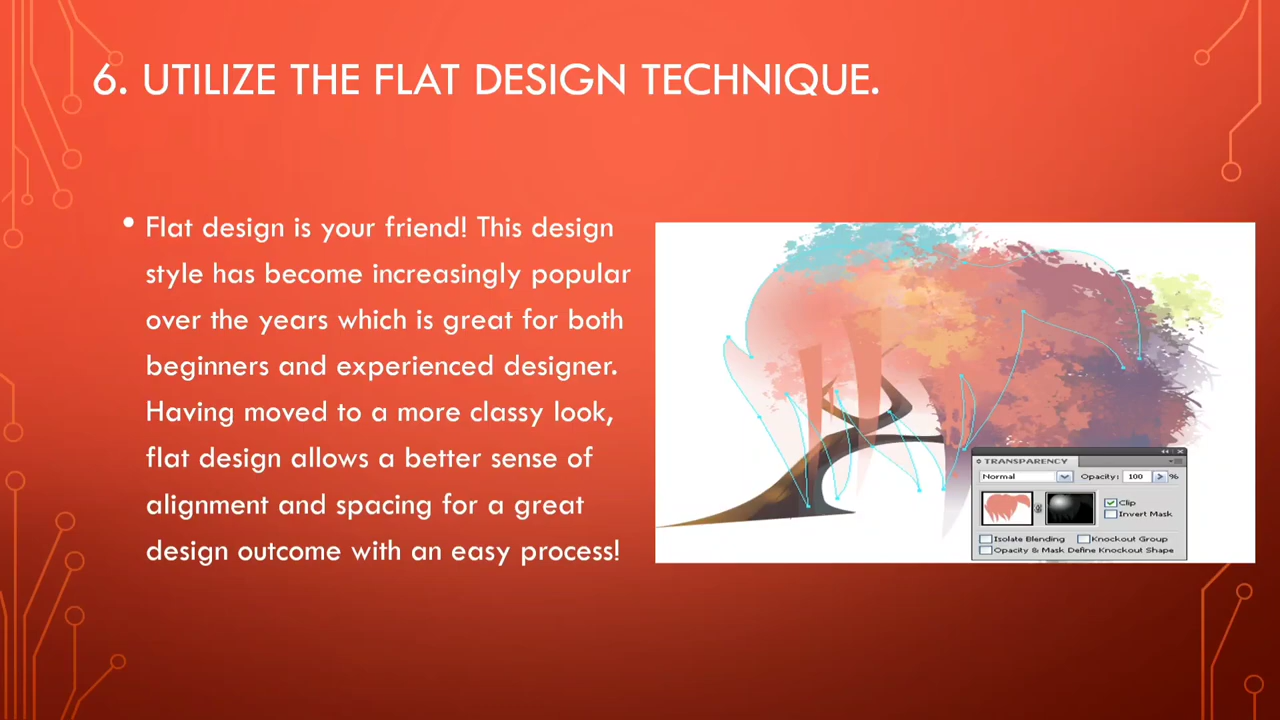 6. UTILIZE THE FLAT DESIGN TECHNIQUE.
• Flat design is your friend! This design
style has become increasingly popular
over the years which is great for both
beginners and experienced designer.
Having moved to a more classy look,
flat design allows a better sense of
alignment and spacing for a great
design outcome with an easy process!
TRANSPARENCY
Normal Opacity: 100 %
Clip
Invert Mask
Isolate Blending Knockout Group
Opacity & Mask Define Knockout Shape